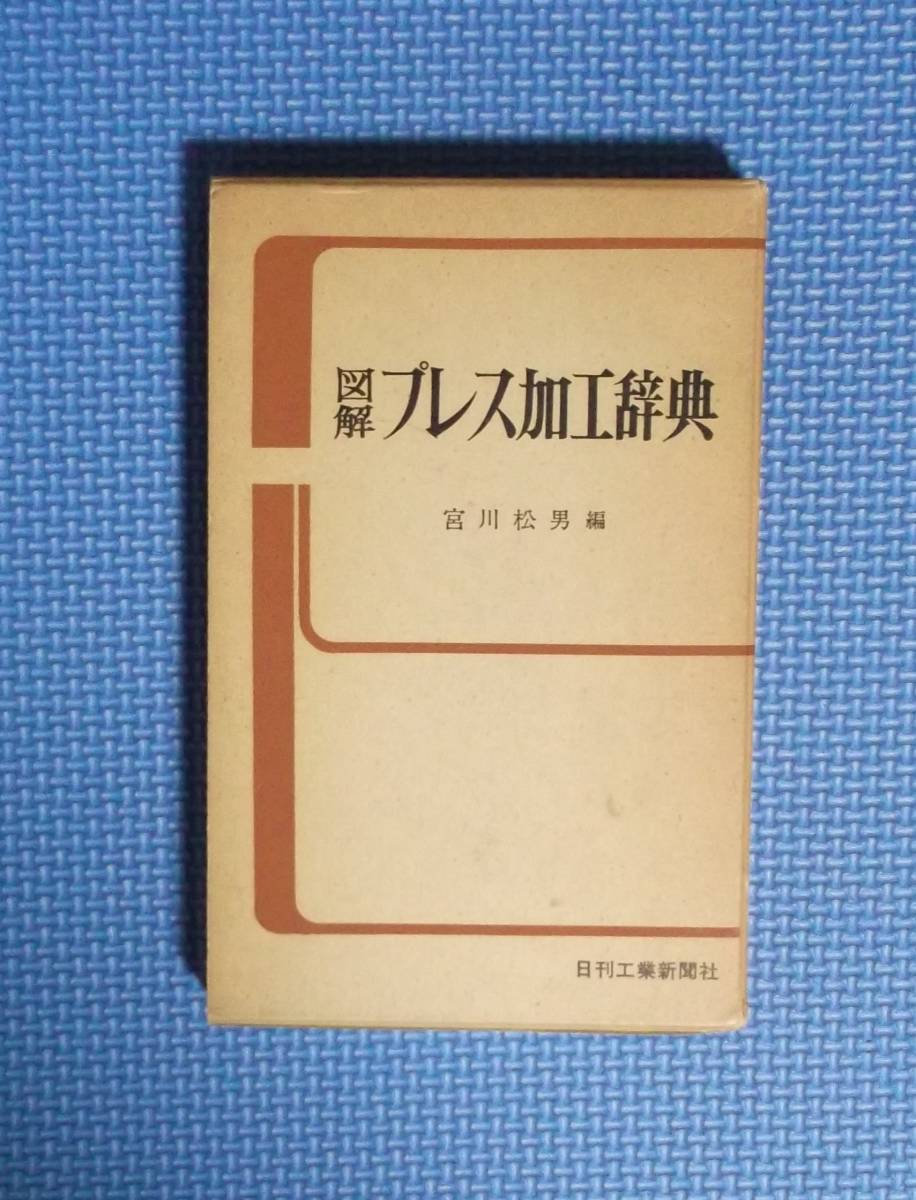 図解 プレス加工辞典
宮川松男編
日刊工業新聞社